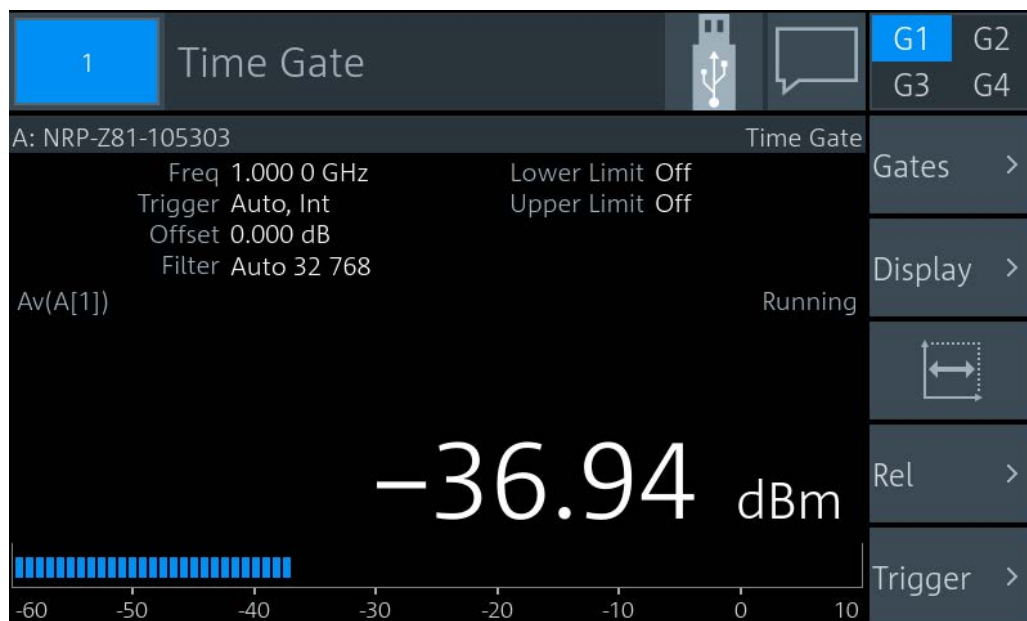 1 Time Gate G1 G2
G3 G4
A: NRP-Z81-105303 Time Gate
Gates >
Freq 1.000 0 GHz Lower Limit Off
Trigger Auto, Int Upper Limit Off
Offset 0.000 dB
Filter Auto 32 768
Display >
Av(A[1]) Running
−36.94 dBm
Rel >
Trigger >
-60 -50 -40 -30 -20 -10 0 10